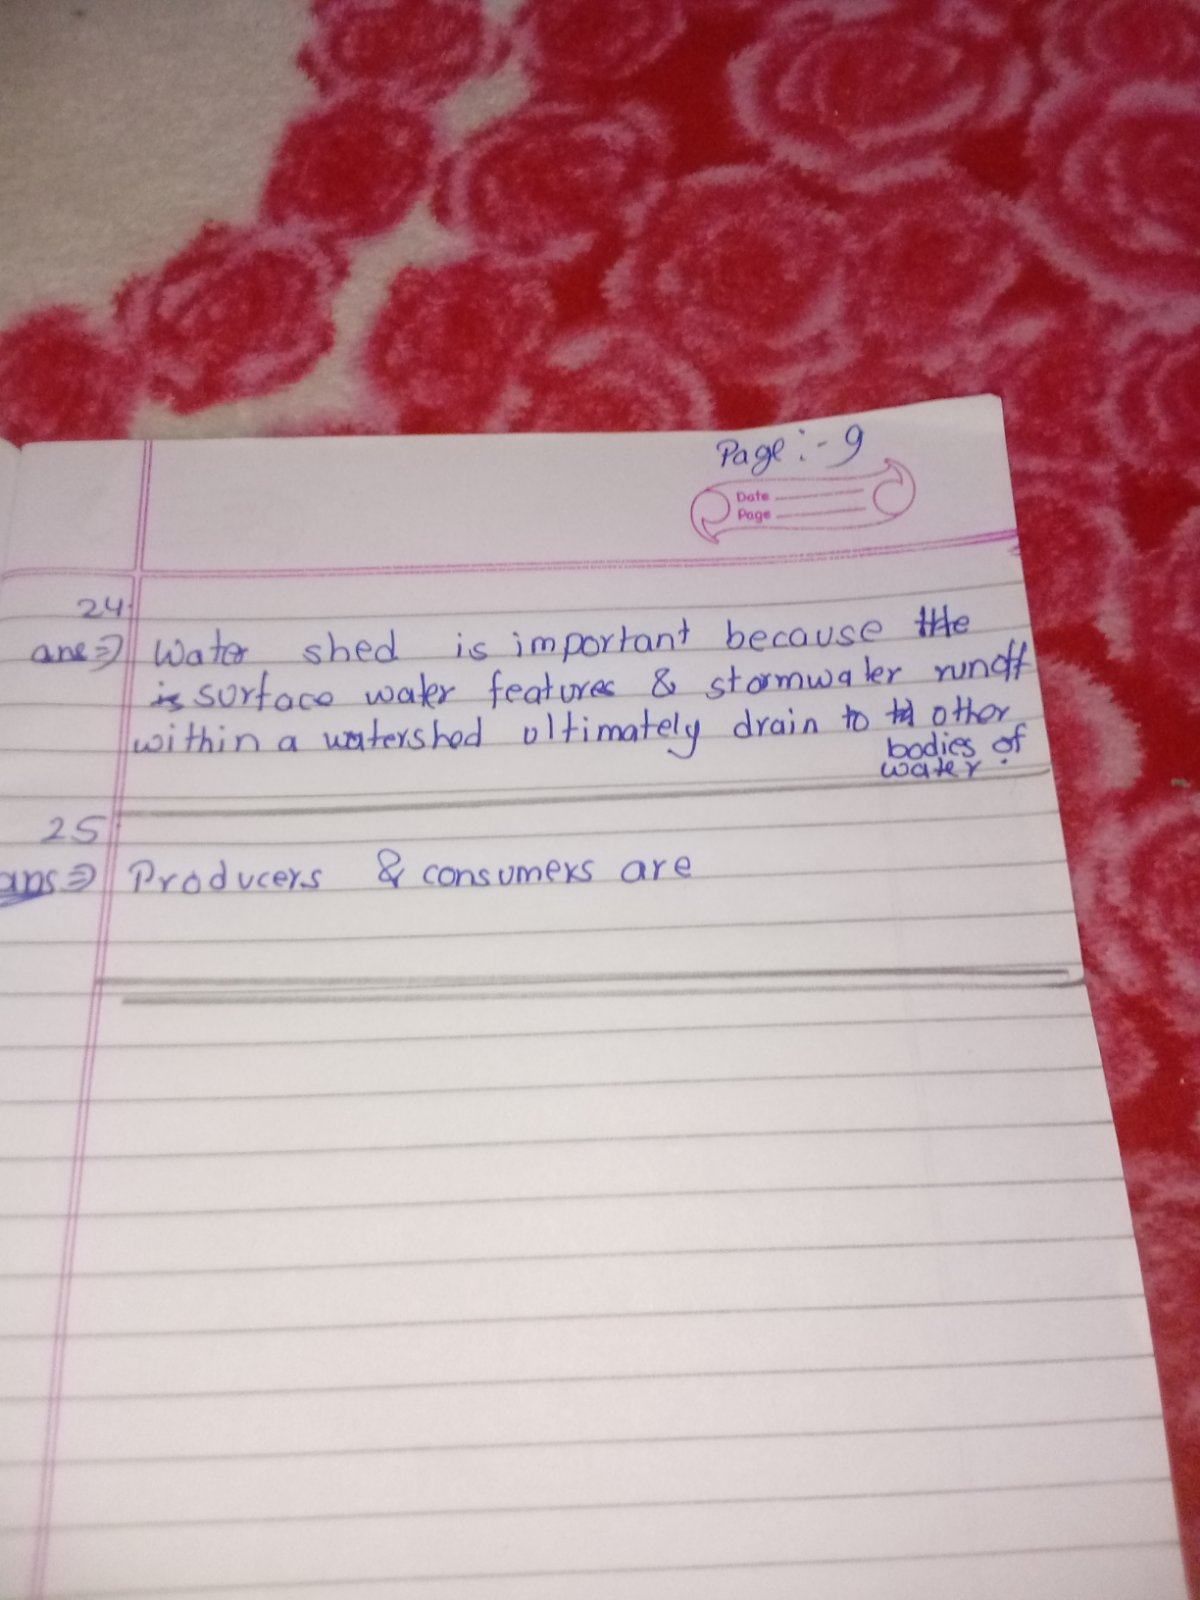 Page:-9
Date
Page
24
ans⇒ Water shed is important because the
is surface water features & stormwater runoff
within a watershed ultimately drain to other
bodies of
water.
25
ans⇒ Producers & consumers are